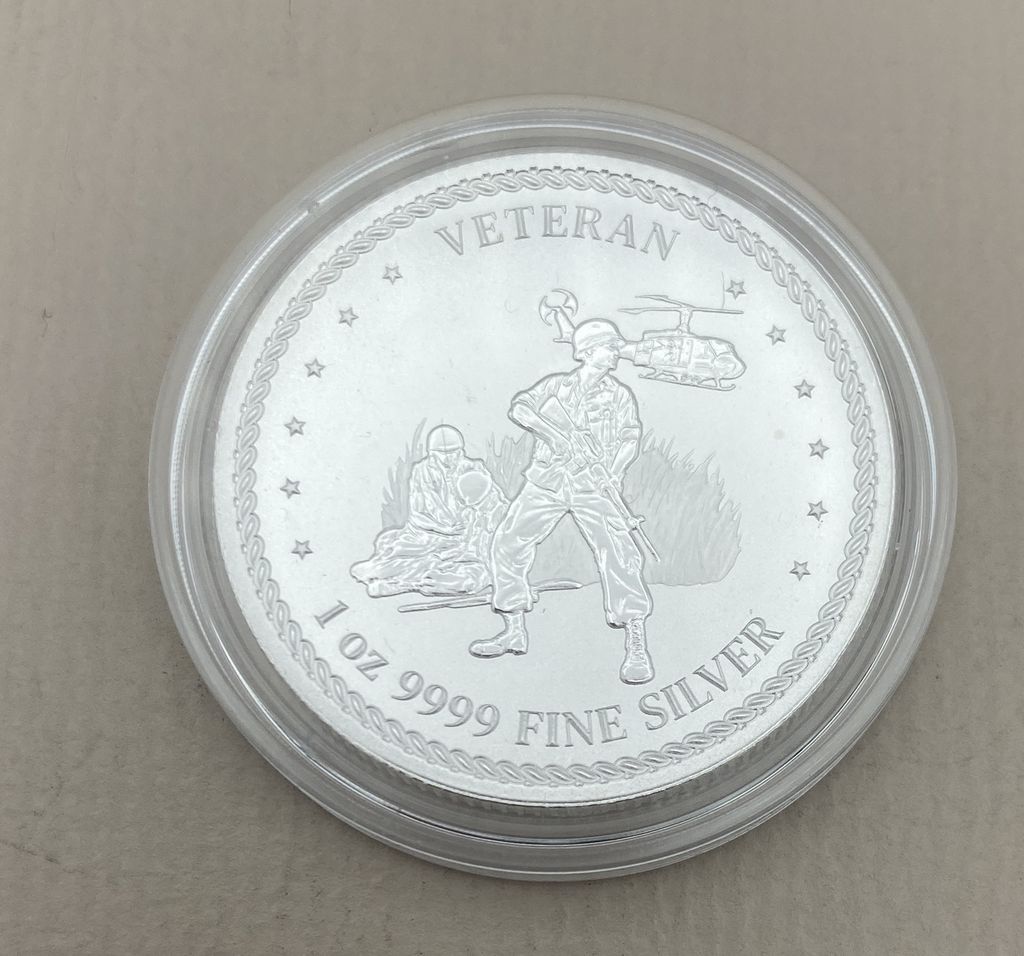 VETERAN
1 OZ 9999 FINE SILVER